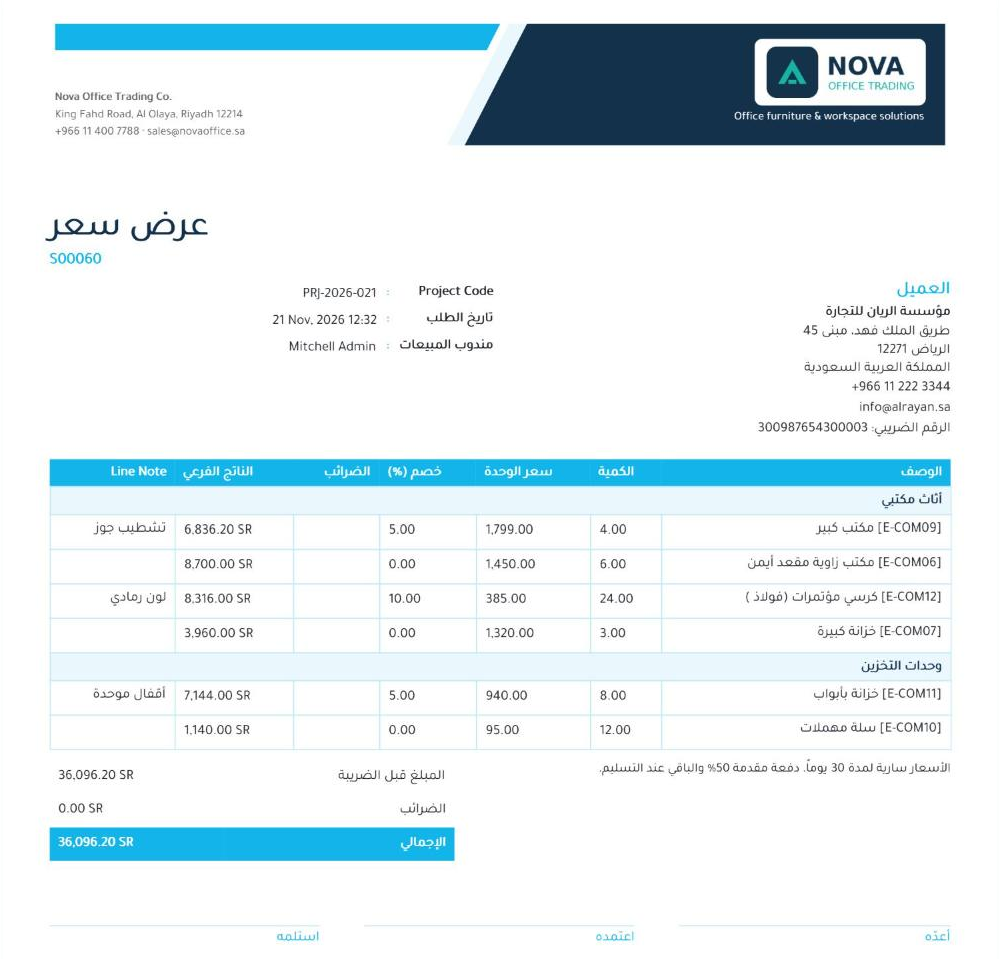 Nova Office Trading Co.
King Fahd Road, Al Olaya, Riyadh 12214
+966 11 400 7788 · sales@novaoffice.sa
NOVA
OFFICE TRADING
Office furniture & workspace solutions
عرض سعر
S00060
العميل
مؤسسة الريان للتجارة
طريق الملك فهد، مبنى 45
الرياض 12271
المملكة العربية السعودية
+966 11 222 3344
info@alrayan.sa
الرقم الضريبي: 300987654300003
Project Code : PRJ-2026-021
تاريخ الطلب : 21 Nov, 2026 12:32
مندوب المبيعات : Mitchell Admin
الوصف الكمية سعر الوحدة خصم (%) الضرائب الناتج الفرعي Line Note
أثاث مكتبي
[E-COM09] مكتب كبير 4.00 1,799.00 5.00 6,836.20 SR تشطيب جوز
[E-COM06] مكتب زاوية مقعد أيمن 6.00 1,450.00 0.00 8,700.00 SR
[E-COM12] كرسي مؤتمرات (فولاذ ) 24.00 385.00 10.00 8,316.00 SR لون رمادي
[E-COM07] خزانة كبيرة 3.00 1,320.00 0.00 3,960.00 SR
وحدات التخزين
[E-COM11] خزانة بأبواب 8.00 940.00 5.00 7,144.00 SR أقفال موحدة
[E-COM10] سلة مهملات 12.00 95.00 0.00 1,140.00 SR
الأسعار سارية لمدة 30 يوماً. دفعة مقدمة 50% والباقي عند التسليم.
المبلغ قبل الضريبة 36,096.20 SR
الضرائب 0.00 SR
الإجمالي 36,096.20 SR
أعدّه
اعتمده
استلمه